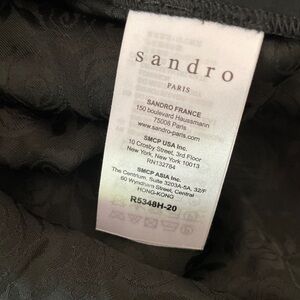 sandro
PARIS
SANDRO FRANCE
150 boulevard Haussmann
75008 Paris
www.sandro-paris.com
SMCP USA Inc.
10 Crosby Street, 3rd Floor
New York, New York 10013
RN132784
SMCP ASIA Inc.
The Centrium, Suite 3203A-5A, 32/F
60 Wyndham Street, Central
HONG-KONG
R5348H-20